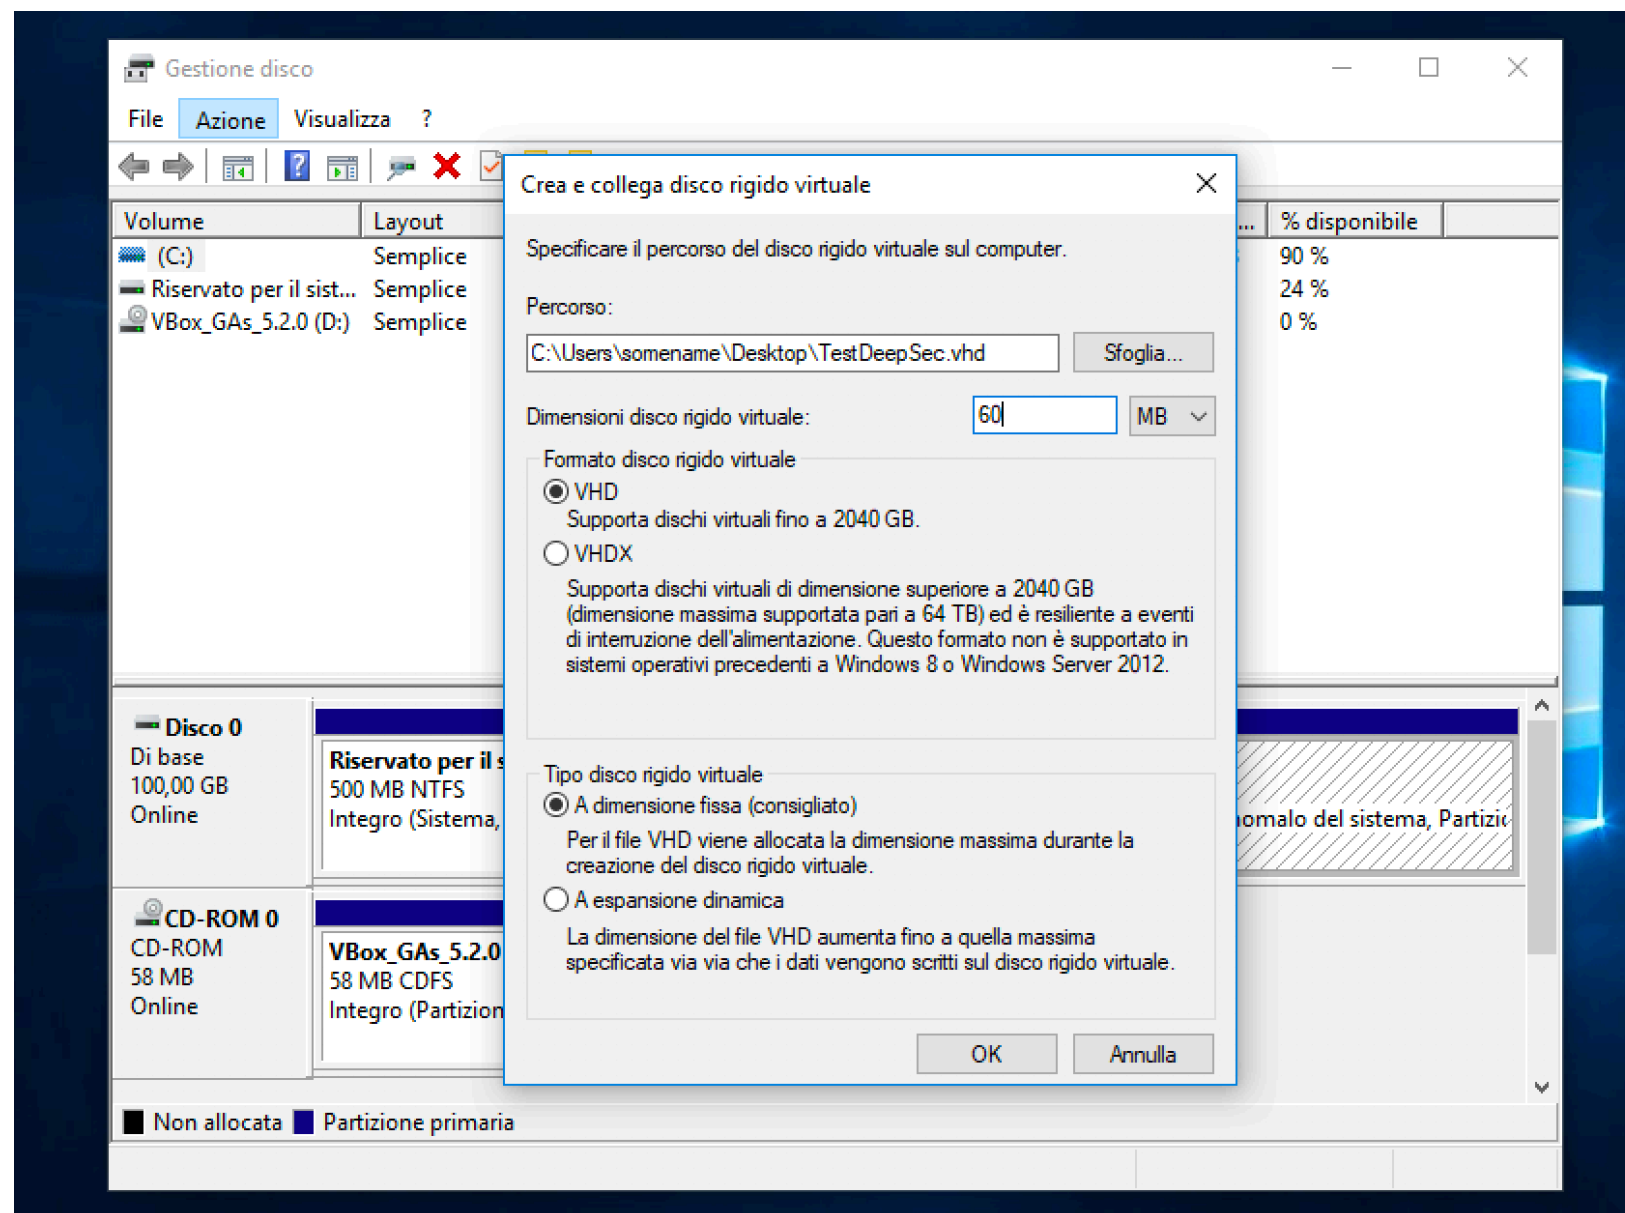 Gestione disco
File Azione Visualizza ?
Crea e collega disco rigido virtuale
Volume Layout ... % disponibile
(C:) Semplice 90 %
Riservato per il sist... Semplice 24 %
VBox_GAs_5.2.0 (D:) Semplice 0 %
Specificare il percorso del disco rigido virtuale sul computer.
Percorso:
C:\Users\somename\Desktop\TestDeepSec.vhd Sfoglia...
Dimensioni disco rigido virtuale: 60 MB
Formato disco rigido virtuale
VHD
Supporta dischi virtuali fino a 2040 GB.
VHDX
Supporta dischi virtuali di dimensione superiore a 2040 GB
(dimensione massima supportata pari a 64 TB) ed è resiliente a eventi
di interruzione dell'alimentazione. Questo formato non è supportato in
sistemi operativi precedenti a Windows 8 o Windows Server 2012.
Tipo disco rigido virtuale
A dimensione fissa (consigliato)
Per il file VHD viene allocata la dimensione massima durante la
creazione del disco rigido virtuale.
A espansione dinamica
La dimensione del file VHD aumenta fino a quella massima
specificata via via che i dati vengono scritti sul disco rigido virtuale.
OK Annulla
Disco 0
Di base
100,00 GB
Online
Riservato per il s
500 MB NTFS
Integro (Sistema,
nomalo del sistema, Partizic
CD-ROM 0
CD-ROM
58 MB
Online
VBox_GAs_5.2.0
58 MB CDFS
Integro (Partizion
Non allocata Partizione primaria